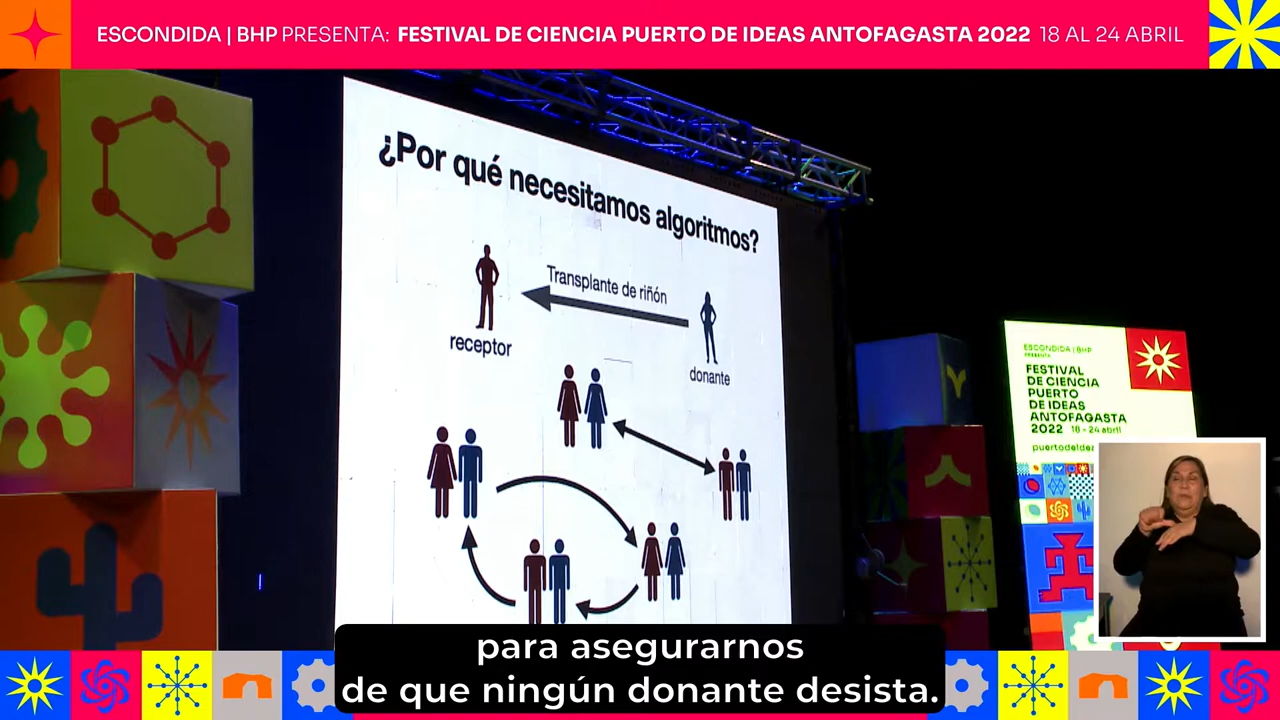 ESCONDIDA | BHP PRESENTA: FESTIVAL DE CIENCIA PUERTO DE IDEAS ANTOFAGASTA 2022 18 AL 24 ABRIL
¿Por qué necesitamos algoritmos?
Transplante de riñón
receptor
donante
ESCONDIDA | BHP
PRESENTA:
FESTIVAL
DE CIENCIA
PUERTO
DE IDEAS
ANTOFAGASTA
2022 18 - 24 abril
para asegurarnos
de que ningún donante desista.